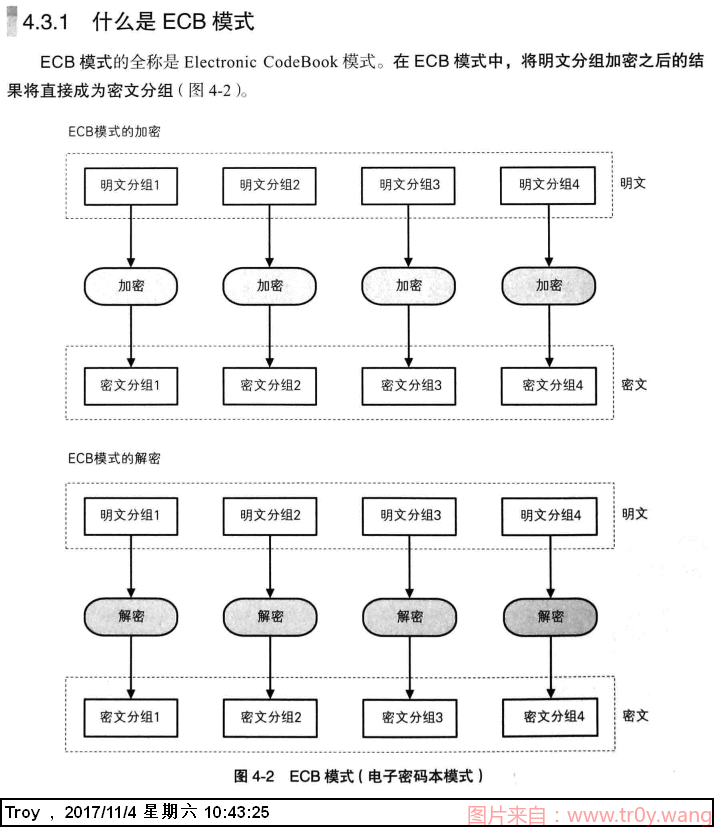 4.3.1 什么是 ECB 模式
ECB 模式的全称是 Electronic CodeBook 模式。在 ECB 模式中，将明文分组加密之后的结
果将直接成为密文分组（图 4-2）。
ECB模式的加密
明文分组1 明文分组2 明文分组3 明文分组4 明文
加密 加密 加密 加密
密文分组1 密文分组2 密文分组3 密文分组4 密文
ECB模式的解密
明文分组1 明文分组2 明文分组3 明文分组4 明文
解密 解密 解密 解密
密文分组1 密文分组2 密文分组3 密文分组4 密文
图 4-2 ECB 模式（电子密码本模式）
Troy , 2017/11/4 星期六 10:43:25
图片来自：www.tr0y.wang